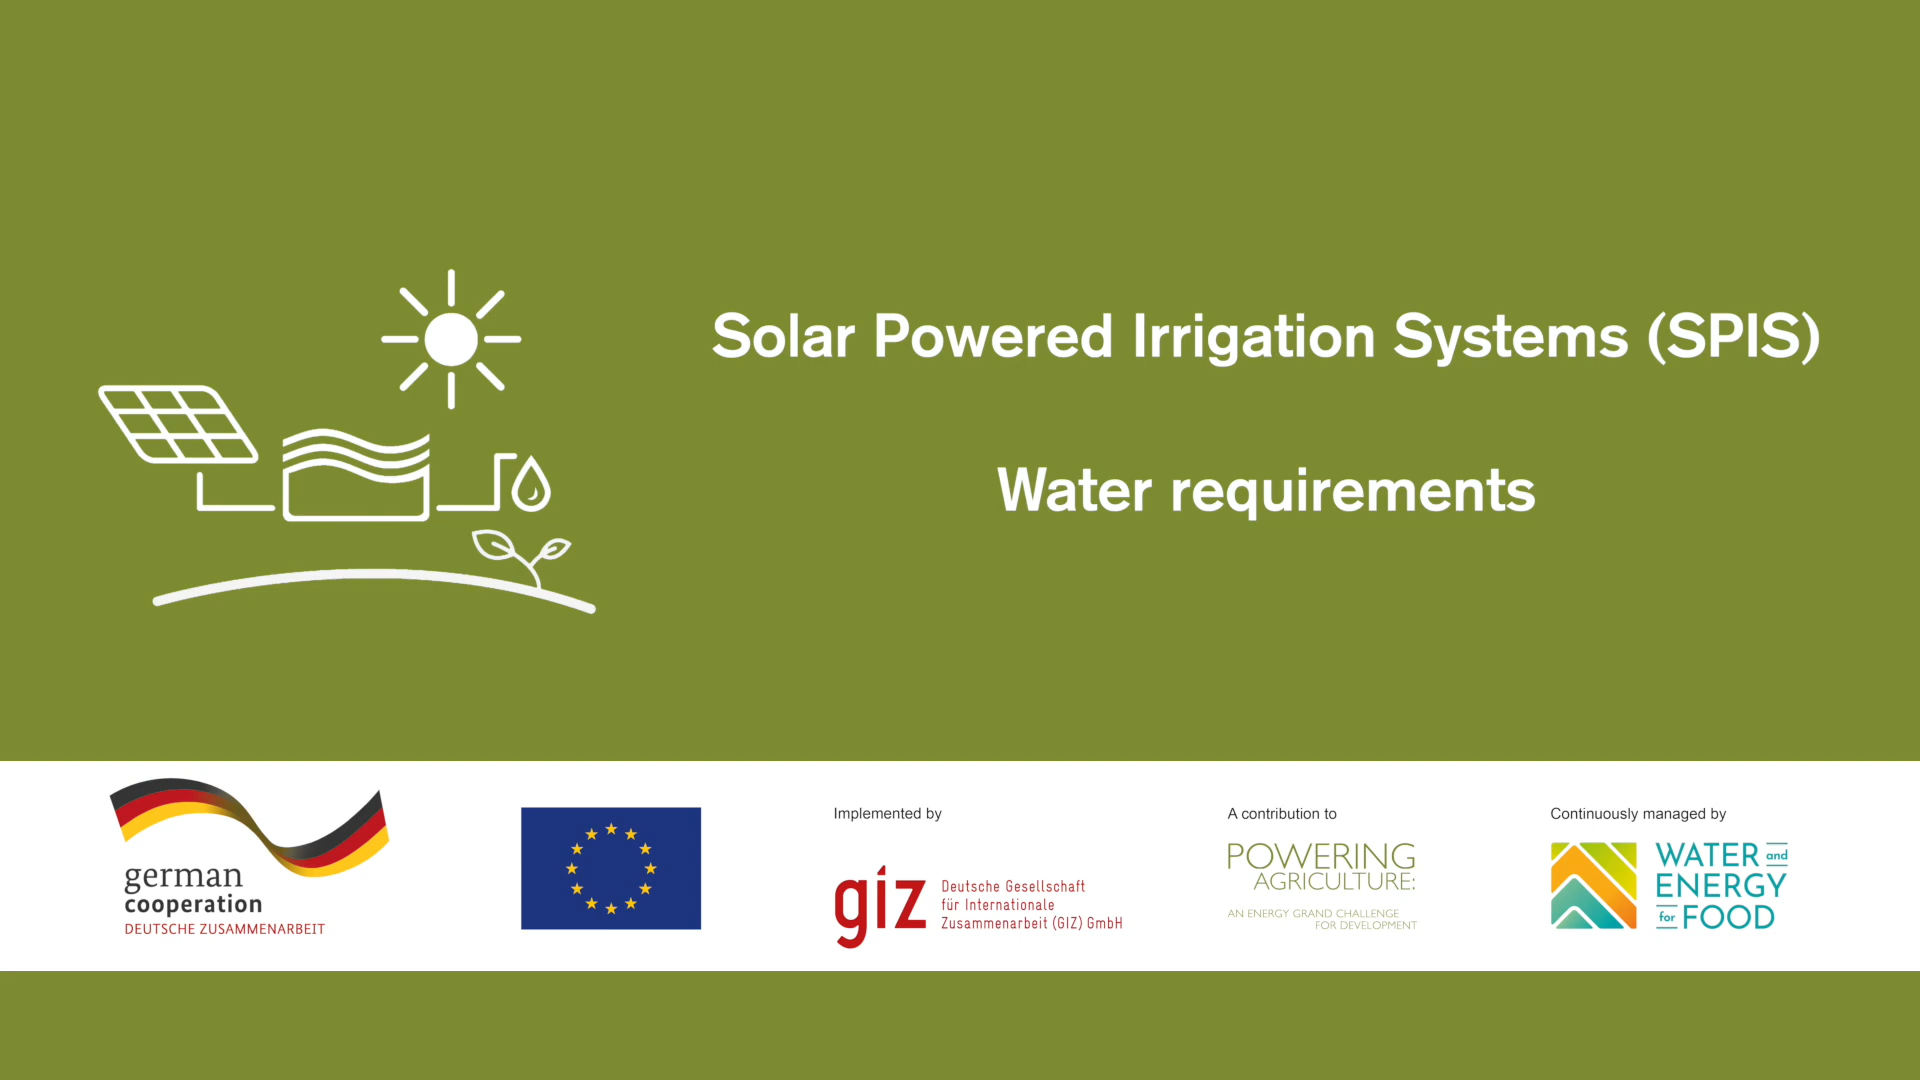 Solar Powered Irrigation Systems (SPIS)
Water requirements
german
cooperation
DEUTSCHE ZUSAMMENARBEIT
Implemented by
giz
Deutsche Gesellschaft
für Internationale
Zusammenarbeit (GIZ) GmbH
A contribution to
POWERING
AGRICULTURE:
AN ENERGY GRAND CHALLENGE
FOR DEVELOPMENT
Continuously managed by
WATER and
ENERGY
for FOOD